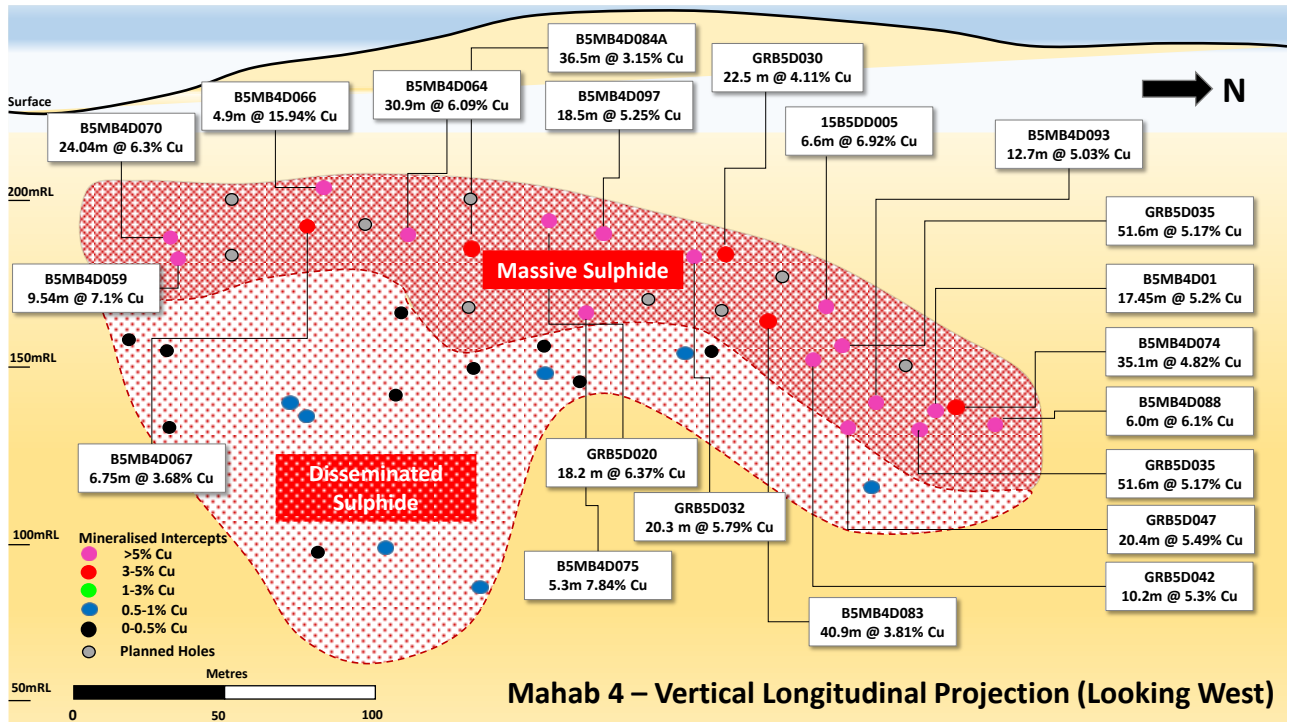 B5MB4D084A
36.5m @ 3.15% Cu
GRB5D030
22.5 m @ 4.11% Cu
B5MB4D066
4.9m @ 15.94% Cu
B5MB4D064
30.9m @ 6.09% Cu
B5MB4D097
18.5m @ 5.25% Cu
N
Surface
B5MB4D070
24.04m @ 6.3% Cu
15B5DD005
6.6m @ 6.92% Cu
B5MB4D093
12.7m @ 5.03% Cu
200mRL
GRB5D035
51.6m @ 5.17% Cu
B5MB4D059
9.54m @ 7.1% Cu
Massive Sulphide
B5MB4D01
17.45m @ 5.2% Cu
150mRL
B5MB4D074
35.1m @ 4.82% Cu
B5MB4D088
6.0m @ 6.1% Cu
B5MB4D067
6.75m @ 3.68% Cu
Disseminated
Sulphide
GRB5D020
18.2 m @ 6.37% Cu
GRB5D032
20.3 m @ 5.79% Cu
GRB5D035
51.6m @ 5.17% Cu
GRB5D047
20.4m @ 5.49% Cu
100mRL
B5MB4D075
5.3m 7.84% Cu
GRB5D042
10.2m @ 5.3% Cu
B5MB4D083
40.9m @ 3.81% Cu
Mineralised Intercepts
>5% Cu
3-5% Cu
1-3% Cu
0.5-1% Cu
0-0.5% Cu
Planned Holes
Metres
50mRL
0 50 100
Mahab 4 – Vertical Longitudinal Projection (Looking West)